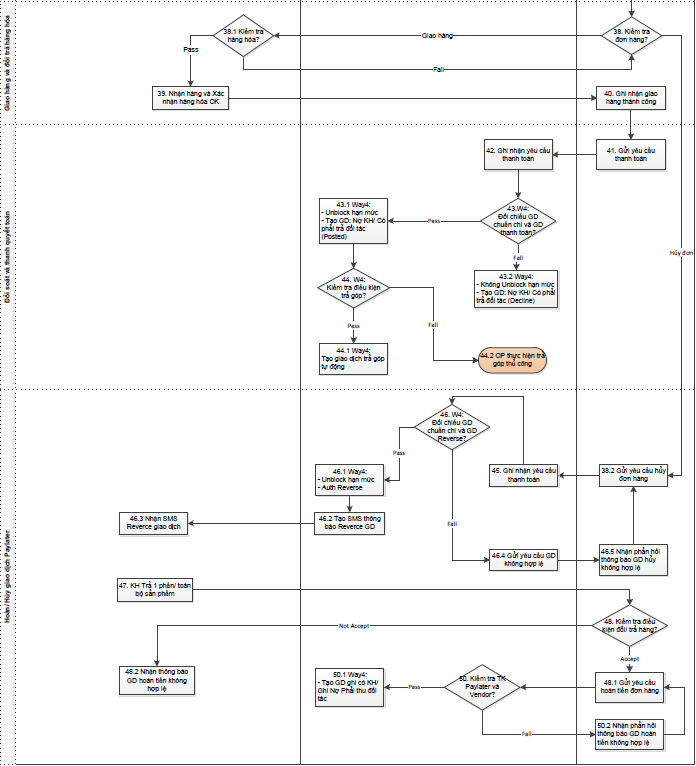 Giao hàng và đổi trả hàng hóa
38.1 Kiểm tra
hàng hóa?
Giao hàng
38. Kiểm tra
đơn hàng?
Pass
Fail
39. Nhận hàng và Xác
nhận hàng hóa OK
40. Ghi nhận giao
hàng thành công
Đối soát và thanh quyết toán
42. Ghi nhận yêu cầu
thanh toán
41. Gửi yêu cầu
thanh toán
43.1 Way4:
- Unblock hạn mức
- Tạo GD: Nợ KH/ Có
phải trả đối tác
(Posted)
Pass
43.W4:
Đối chiếu GD
chuẩn chi và GD
thanh toán?
Hủy đơn
Fail
43.2 Way4:
- Không Unblock hạn mức
- Tạo GD: Nợ KH/ Có phải
trả đối tác (Decline)
44. W4:
Kiểm tra điều kiện
trả góp?
Pass
Fail
44.1 Way4:
Tạo giao dịch trả góp
tự động
44.2 OP thực hiện trả
góp thủ công
Hoàn/ Hủy giao dịch Paylater
46. W4:
Đối chiếu GD
chuẩn chi và GD
Reverse?
Pass
46.1 Way4:
- Unblock hạn mức
- Auth Reverse
45. Ghi nhận yêu cầu
thanh toán
38.2 Gửi yêu cầu hủy
đơn hàng
46.3 Nhận SMS
Reverce giao dịch
46.2 Tạo SMS thông
báo Reverse GD
Fail
46.4 Gửi yêu cầu GD
không hợp lệ
46.5 Nhận phản hồi
thông báo GD hủy
không hợp lệ
47. KH Trả 1 phần/ toàn
bộ sản phẩm
Not Accept
48. Kiểm tra điều
kiện đổi/ trả hàng?
Accept
48.2 Nhận thông báo
GD hoàn tiền không
hợp lệ
50.1 Way4:
- Tạo GD ghi có KH/
Ghi Nợ Phải thu đối
tác
Pass
50. Kiểm tra TK
Paylater và
Vendor?
48.1 Gửi yêu cầu
hoàn tiền đơn hàng
Fail
50.2 Nhận phản hồi
thông báo GD hoàn
tiền không hợp lệ